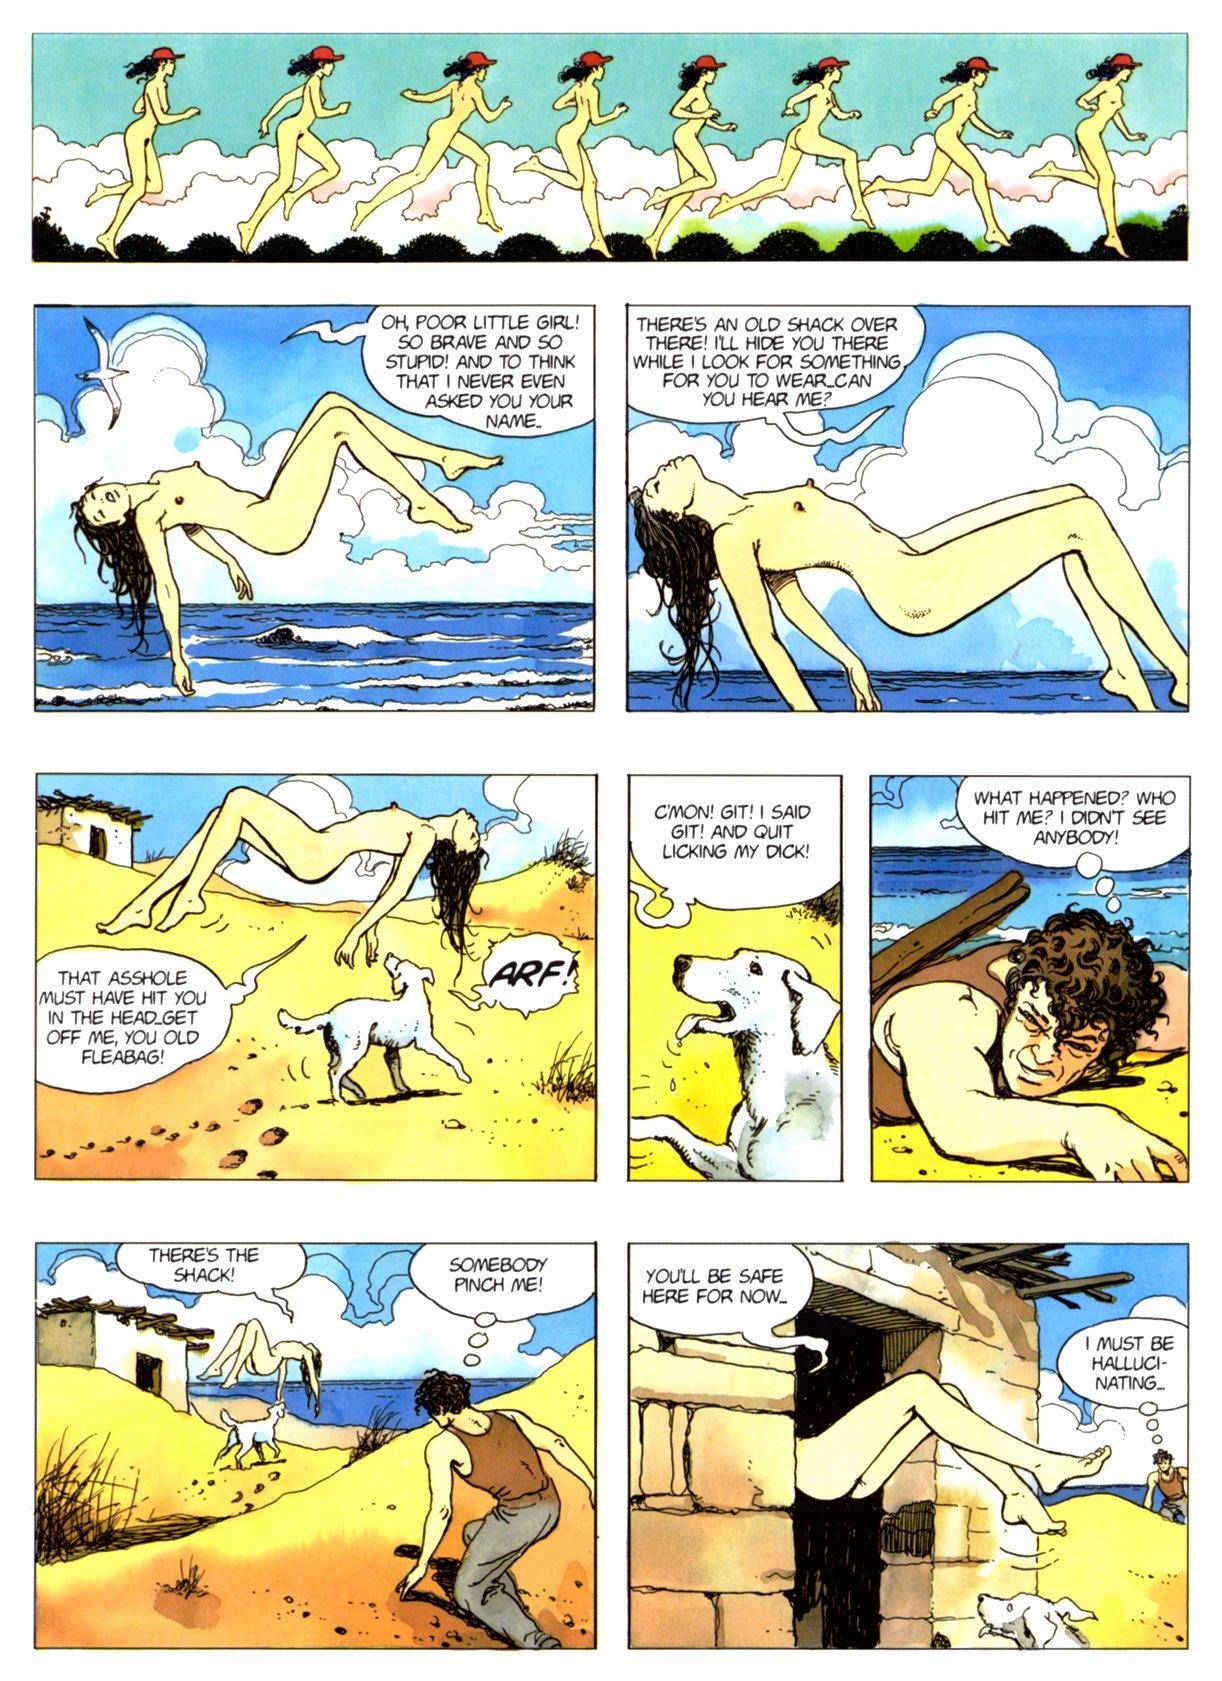 OH, POOR LITTLE GIRL!
SO BRAVE AND SO
STUPID! AND TO THINK
THAT I NEVER EVEN
ASKED YOU YOUR
NAME..
THERE'S AN OLD SHACK OVER
THERE! I'LL HIDE YOU THERE
WHILE I LOOK FOR SOMETHING
FOR YOU TO WEAR...CAN
YOU HEAR ME?
THAT ASSHOLE
MUST HAVE HIT YOU
IN THE HEAD...GET
OFF ME, YOU OLD
FLEABAG!
ARF!
C'MON! GIT! I SAID
GIT! AND QUIT
LICKING MY DICK!
WHAT HAPPENED? WHO
HIT ME? I DIDN'T SEE
ANYBODY!
THERE'S THE
SHACK!
SOMEBODY
PINCH ME!
YOU'LL BE SAFE
HERE FOR NOW...
I MUST BE
HALLUCI-
NATING...